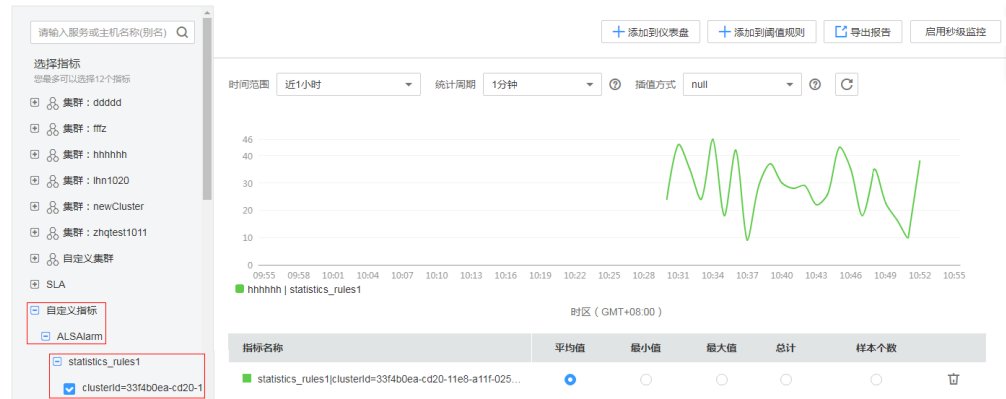 请输入服务或主机名称(别名)
选择指标
您最多可以选择12个指标
集群：ddddd
集群：fffz
集群：hhhhhh
集群：lhn1020
集群：newCluster
集群：zhqtest1011
自定义集群
SLA
自定义指标
ALSAlarm
statistics_rules1
clusterId=33f4b0ea-cd20-1
添加到仪表盘 添加到阈值规则 导出报告 启用秒级监控
时间范围 近1小时 统计周期 1分钟 插值方式 null
46
40
30
20
10
0
09:55 09:58 10:01 10:04 10:07 10:10 10:13 10:16 10:19 10:22 10:25 10:28 10:31 10:34 10:37 10:40 10:43 10:46 10:49 10:52 10:55
hhhhhh | statistics_rules1
时区（GMT+08:00）
指标名称 平均值 最小值 最大值 总计 样本个数
statistics_rules1|clusterId=33f4b0ea-cd20-11e8-a11f-025...